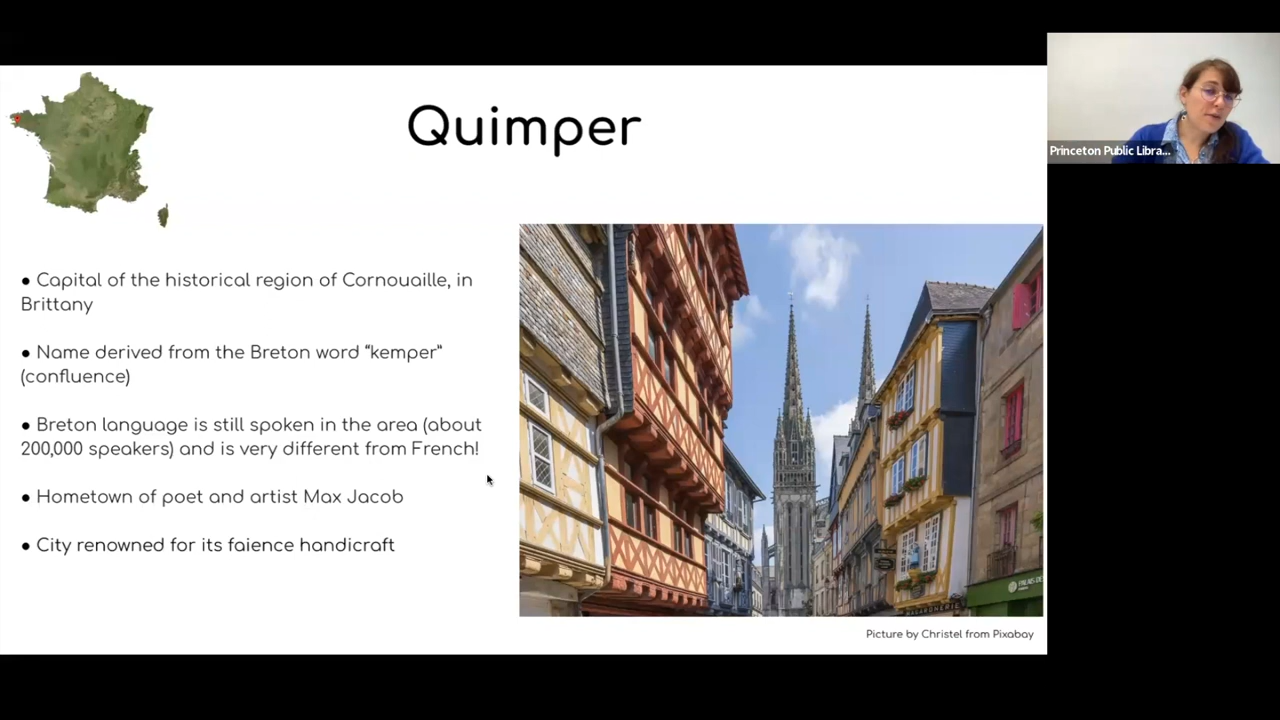 Quimper
Princeton Public Libra...
● Capital of the historical region of Cornouaille, in
Brittany
● Name derived from the Breton word “kemper”
(confluence)
● Breton language is still spoken in the area (about
200,000 speakers) and is very different from French!
● Hometown of poet and artist Max Jacob
● City renowned for its faience handicraft
Picture by Christel from Pixabay